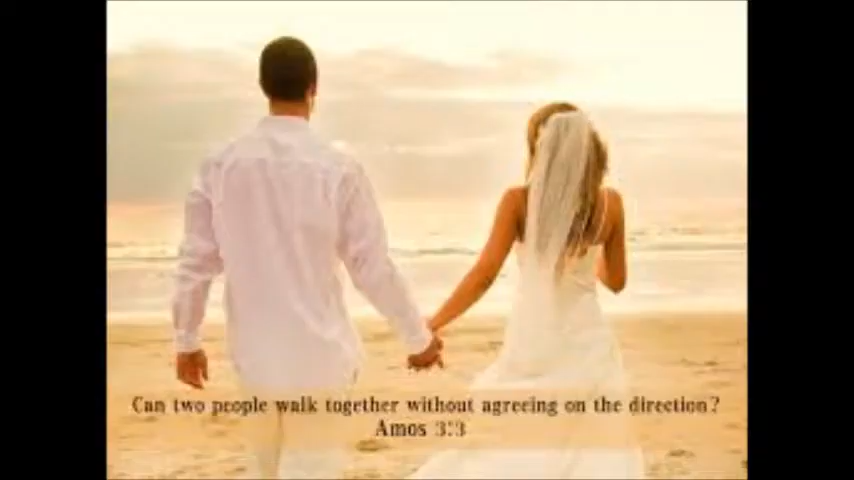 Can two people walk together without agreeing on the direction?
Amos 3:3